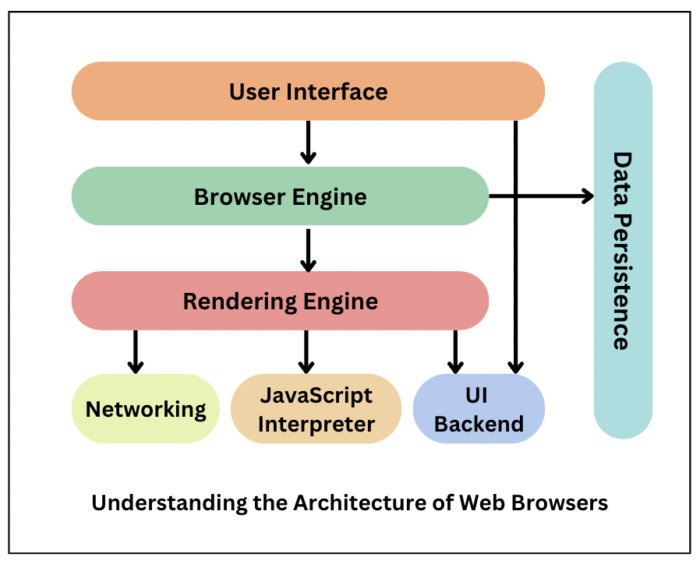 User Interface
Browser Engine
Data Persistence
Rendering Engine
Networking
JavaScript
Interpreter
UI
Backend
Understanding the Architecture of Web Browsers